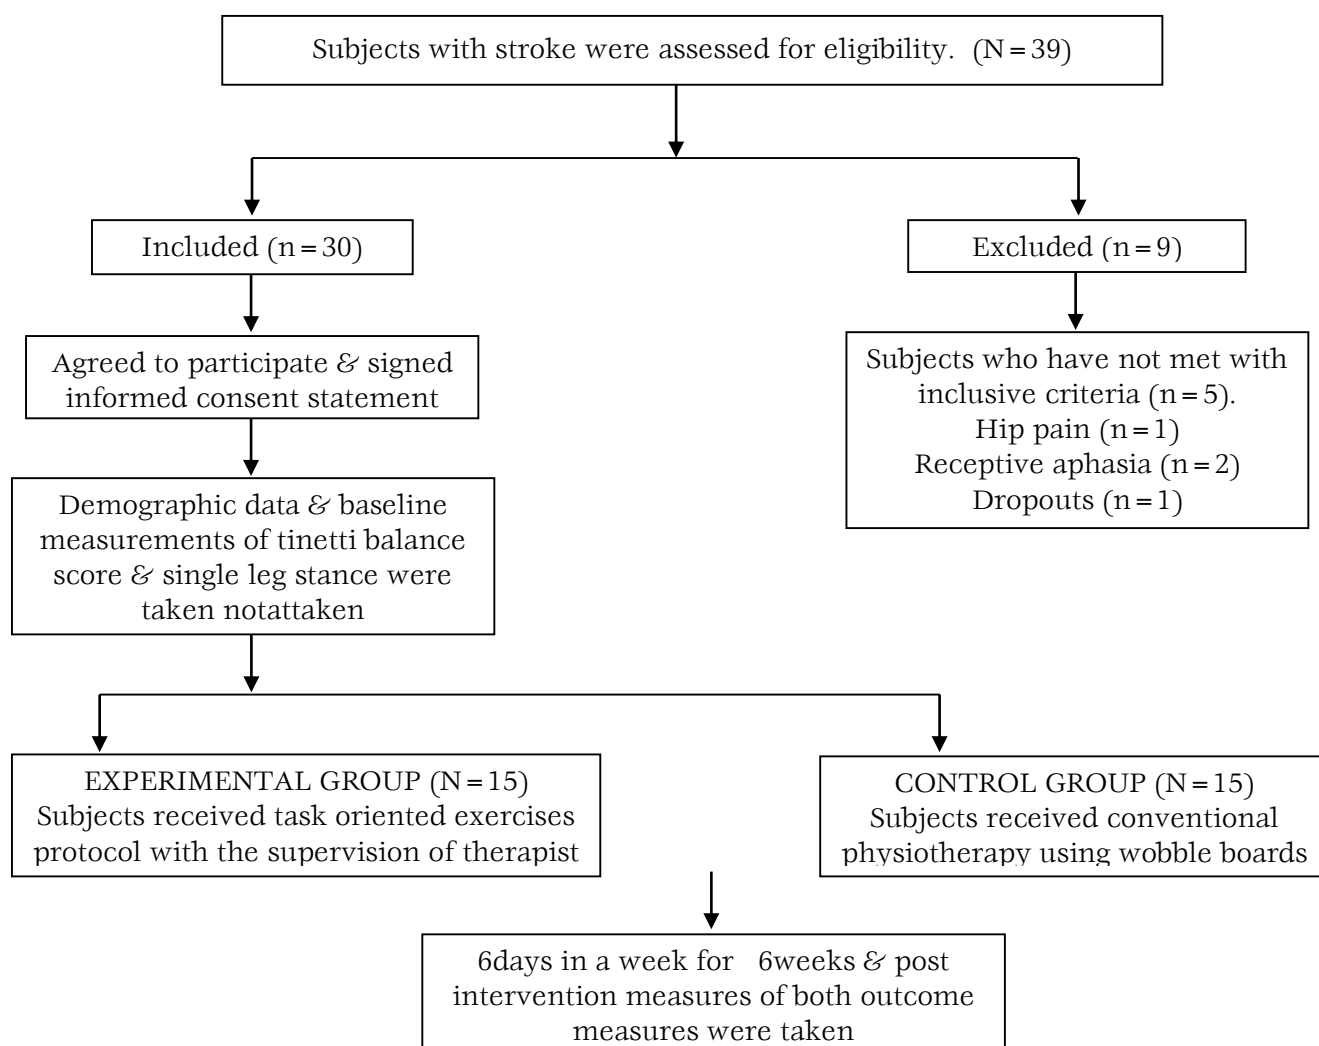 Subjects with stroke were assessed for eligibility.  (N=39)
Included (n=30)
Excluded (n=9)
Agreed to participate & signed
informed consent statement
Subjects who have not met with
inclusive criteria (n=5).
Hip pain (n=1)
Receptive aphasia (n=2)
Dropouts (n=1)
Demographic data & baseline
measurements of tinetti balance
score & single leg stance were
taken notattaken
EXPERIMENTAL GROUP (N=15)
Subjects received task oriented exercises
protocol with the supervision of therapist
CONTROL GROUP (N=15)
Subjects received conventional
physiotherapy using wobble boards
6days in a week for   6weeks & post
intervention measures of both outcome
measures were taken